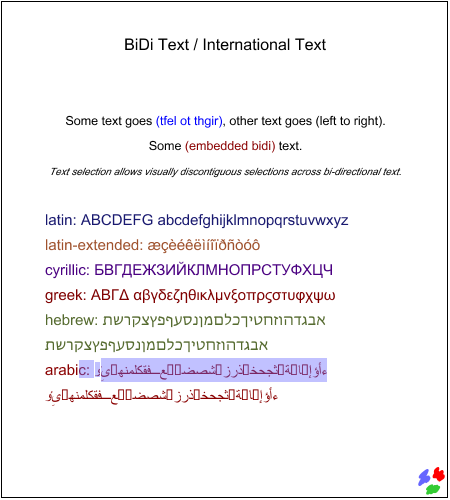 BiDi Text / International Text
Some text goes (tfel ot thgir), other text goes (left to right).
Some (embedded bidi) text.
Text selection allows visually discontiguous selections across bi-directional text.
latin: ABCDEFG abcdefghijklmnopqrstuvwxyz
latin-extended: æçèéêëìíîïðñòóô
cyrillic: БВГДЕЖЗИЙКЛМНОПРСТУФХЦЧ
greek: ΑΒΓΔ αβγδεζηθικλμνξοπρςστυφχψω
hebrew: אבגדהוזחטיךכלםמןנסעףפץצקרשת
אבגדהוזחטיךכלםמןנסעףפץצקרשת
arabic: